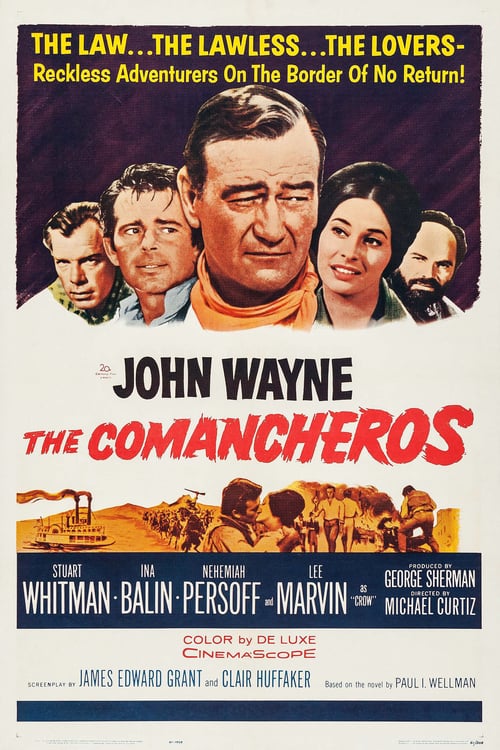 THE LAW...THE LAWLESS...THE LOVERS-
Reckless Adventurers On The Border Of No Return!
20
JOHN WAYNE
THE COMANCHEROS
STUART WHITMAN · INA BALIN · NEHEMIAH PERSOFF and LEE MARVIN as "CROW"
PRODUCED BY
GEORGE SHERMAN
DIRECTED BY
MICHAEL CURTIZ
COLOR by DE LUXE
CINEMASCOPE
SCREENPLAY BY JAMES EDWARD GRANT and CLAIR HUFFAKER
Based on the novel by PAUL I. WELLMAN